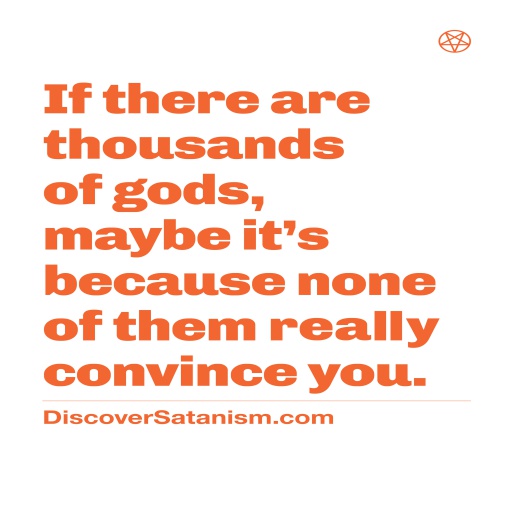 If there are
thousands
of gods,
maybe it’s
because none
of them really
convince you.
DiscoverSatanism.com